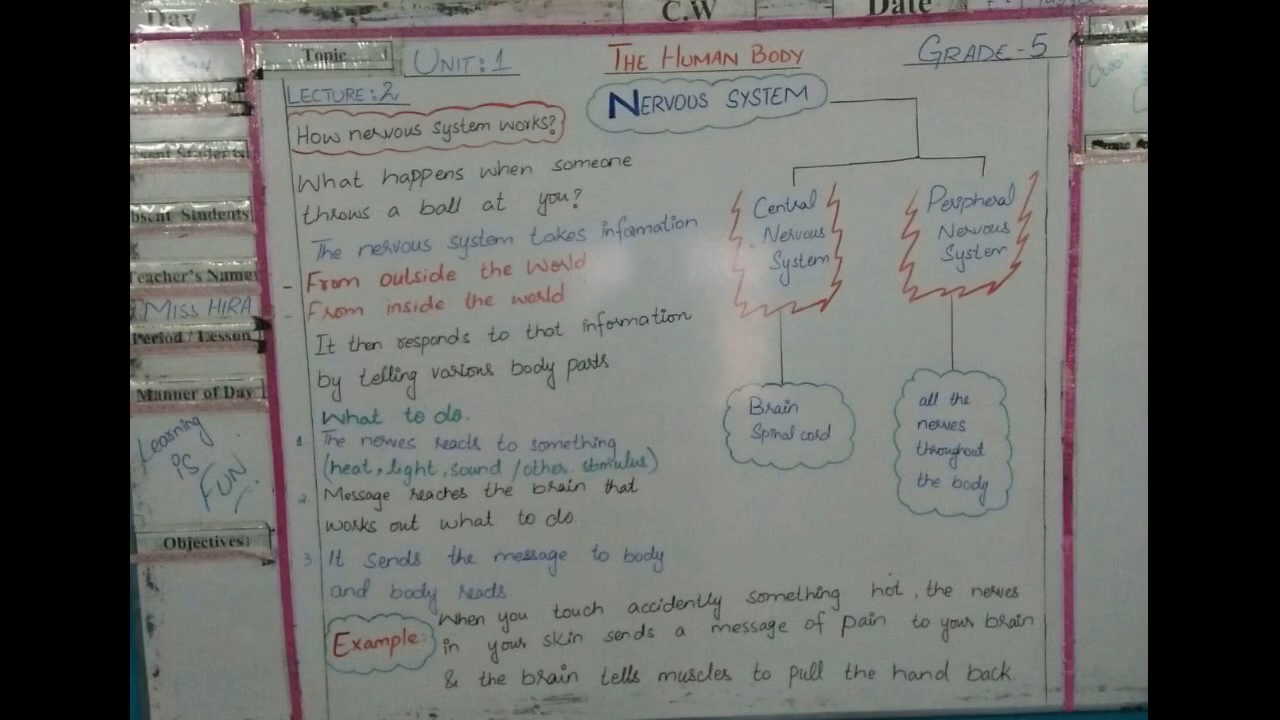 Day
C.W
Date
Topic
UNIT: 1
THE HUMAN BODY
GRADE-5
LECTURE: 2
NERVOUS SYSTEM
How nervous system works?
What happens when someone
throws a ball at you?
The nervous system takes information
- From outside the world
- From inside the world
It then responds to that information
by telling various body parts
What to do.
1. The nerves reacts to something
(heat, light, sound / other stimulus)
2. Message reaches the brain that
works out what to do
3. It sends the message to body
and body reads
Example:
When you touch accidently something hot, the nerves
in your skin sends a message of pain to your brain
& the brain tells muscles to pull the hand back.
Central
Nervous
System
Peripheral
Nervous
System
Brain
Spinal cord
all the
nerves
throughout
the body
Students
Teacher's Name
MISS HIRA
Period / Lesson
Manner of Day
Learning
is
FUN
Objectives: